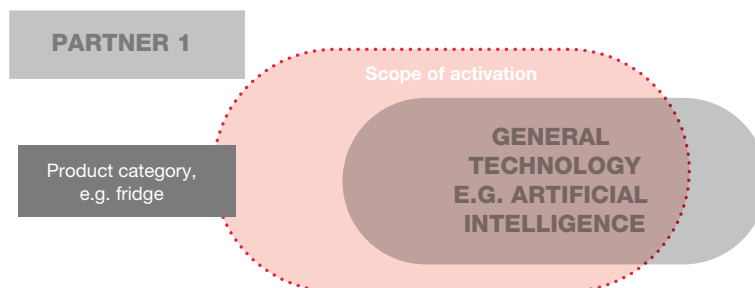 PARTNER 1
Scope of activation
Product category,
e.g. fridge
GENERAL
TECHNOLOGY
E.G. ARTIFICIAL
INTELLIGENCE